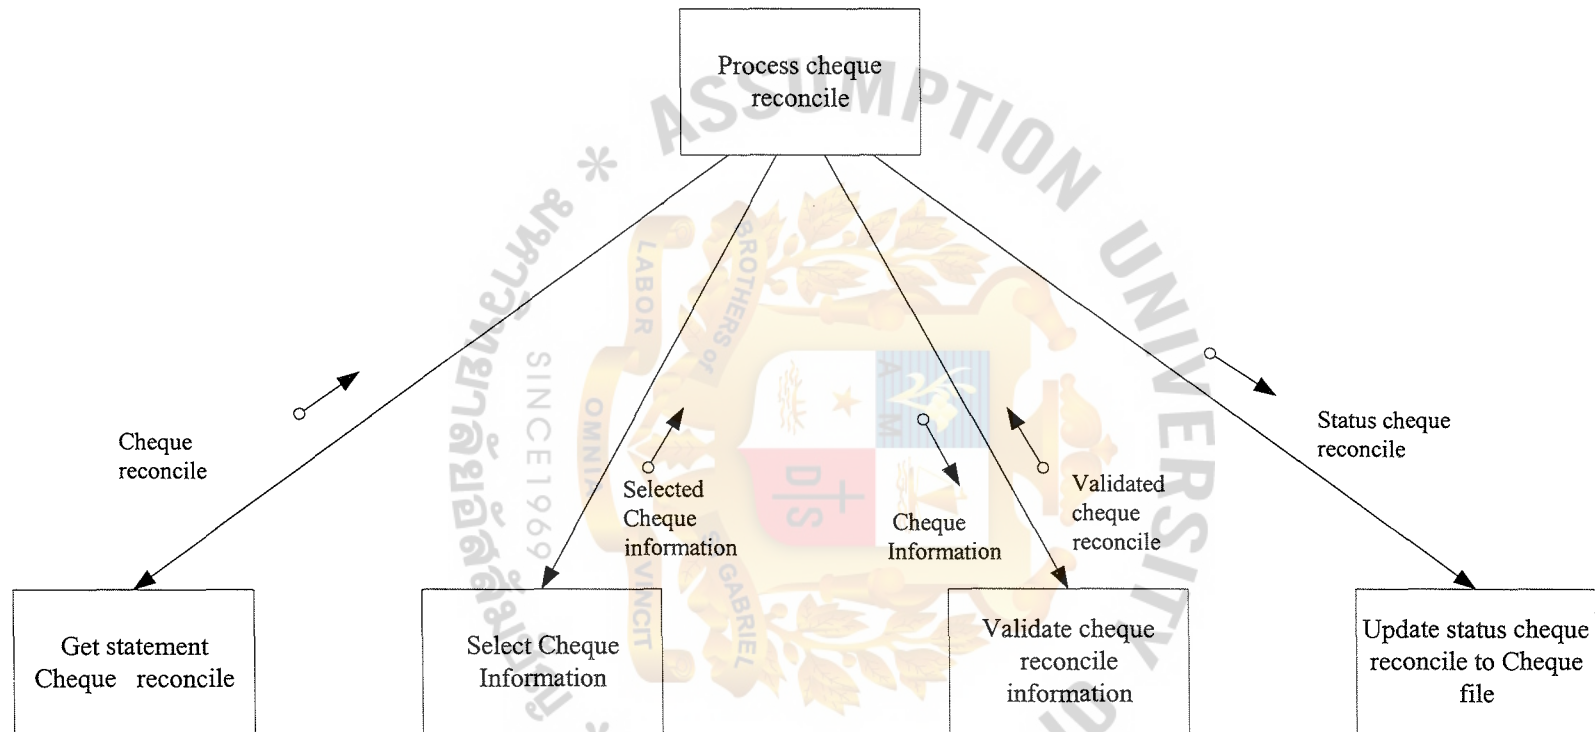 Process cheque
reconcile
ASSUMPTION UNIVERSITY
LABOR
BROTHERS of
SINCE1969
OMNIA
A M
D S
ST GABRIEL
VINCIT
Cheque
reconcile
Selected
Cheque
information
Cheque
Information
Validated
cheque
reconcile
Status cheque
reconcile
Get statement
Cheque reconcile
Select Cheque
Information
Validate cheque
reconcile
information
Update status cheque
reconcile to Cheque
file